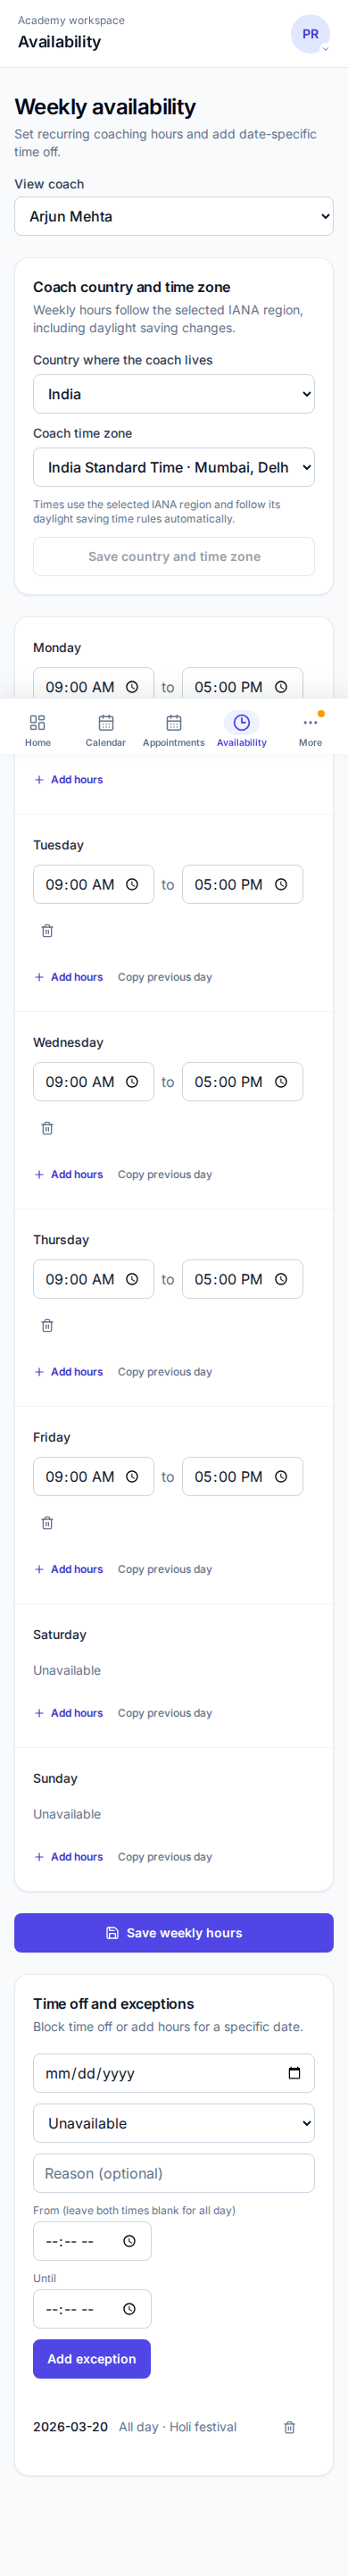 Academy workspace
Availability
PR
Weekly availability
Set recurring coaching hours and add date-specific
time off.
View coach
Arjun Mehta
Coach country and time zone
Weekly hours follow the selected IANA region,
including daylight saving changes.
Country where the coach lives
India
Coach time zone
India Standard Time · Mumbai, Delh
Times use the selected IANA region and follow its
daylight saving time rules automatically.
Save country and time zone
Monday
09:00 AM to 05:00 PM
Home Calendar Appointments Availability More
+ Add hours
Tuesday
09:00 AM to 05:00 PM
+ Add hours Copy previous day
Wednesday
09:00 AM to 05:00 PM
+ Add hours Copy previous day
Thursday
09:00 AM to 05:00 PM
+ Add hours Copy previous day
Friday
09:00 AM to 05:00 PM
+ Add hours Copy previous day
Saturday
Unavailable
+ Add hours Copy previous day
Sunday
Unavailable
+ Add hours Copy previous day
Save weekly hours
Time off and exceptions
Block time off or add hours for a specific date.
mm/dd/yyyy
Unavailable
Reason (optional)
From (leave both times blank for all day)
--:-- --
Until
--:-- --
Add exception
2026-03-20 All day · Holi festival